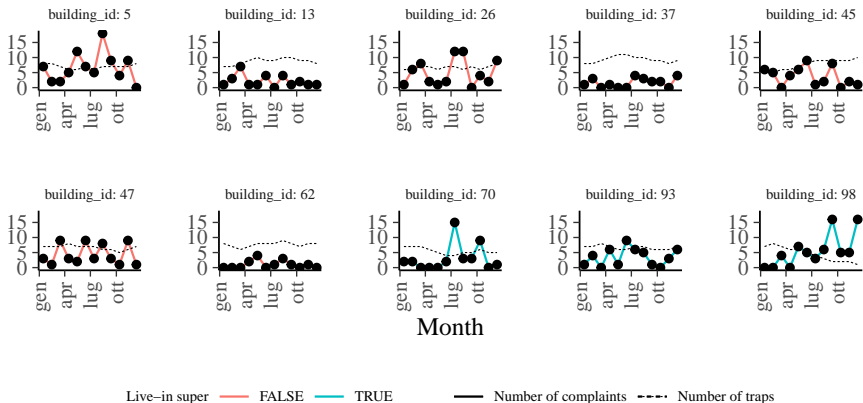 building_id: 5 building_id: 13 building_id: 26 building_id: 37 building_id: 45
15 15 15 15 15
10 10 10 10 10
5 5 5 5 5
0 0 0 0 0
gen apr lug ott gen apr lug ott gen apr lug ott gen apr lug ott gen apr lug ott
building_id: 47 building_id: 62 building_id: 70 building_id: 93 building_id: 98
15 15 15 15 15
10 10 10 10 10
5 5 5 5 5
0 0 0 0 0
gen apr lug ott gen apr lug ott gen apr lug ott gen apr lug ott gen apr lug ott
Month
Live−in super FALSE TRUE Number of complaints Number of traps